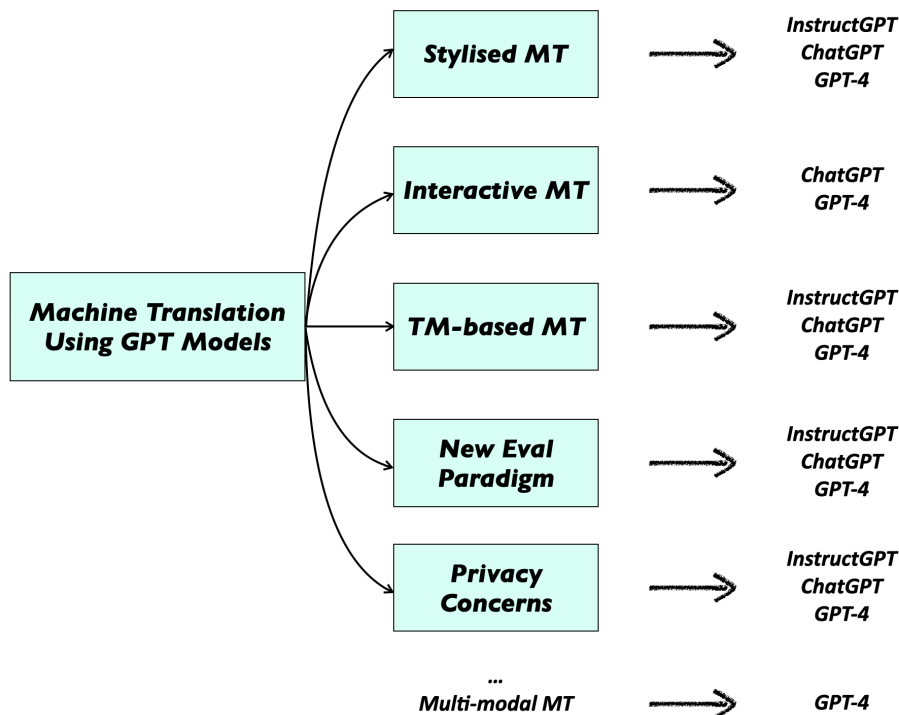 Stylised MT
InstructGPT
ChatGPT
GPT-4
Interactive MT
ChatGPT
GPT-4
Machine Translation
Using GPT Models
TM-based MT
InstructGPT
ChatGPT
GPT-4
New Eval
Paradigm
InstructGPT
ChatGPT
GPT-4
Privacy
Concerns
InstructGPT
ChatGPT
GPT-4
...
Multi-modal MT
GPT-4